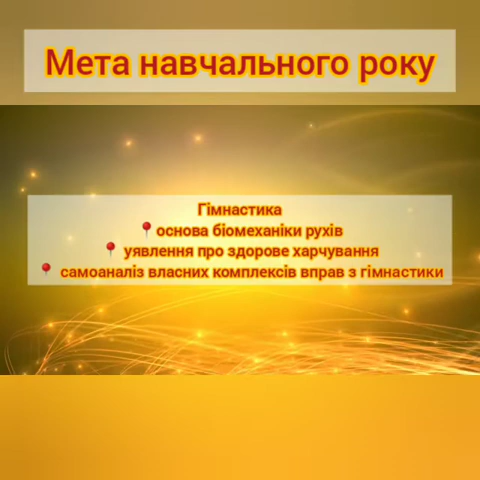 Мета навчального року
Гімнастика
📍основа біомеханіки рухів
📍 уявлення про здорове харчування
📍 самоаналіз власних комплексів вправ з гімнастики